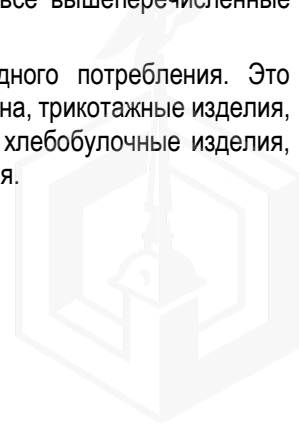 все вышеперечисленные
дного потребления. Это
на, трикотажные изделия,
хлебобулочные изделия,
я.